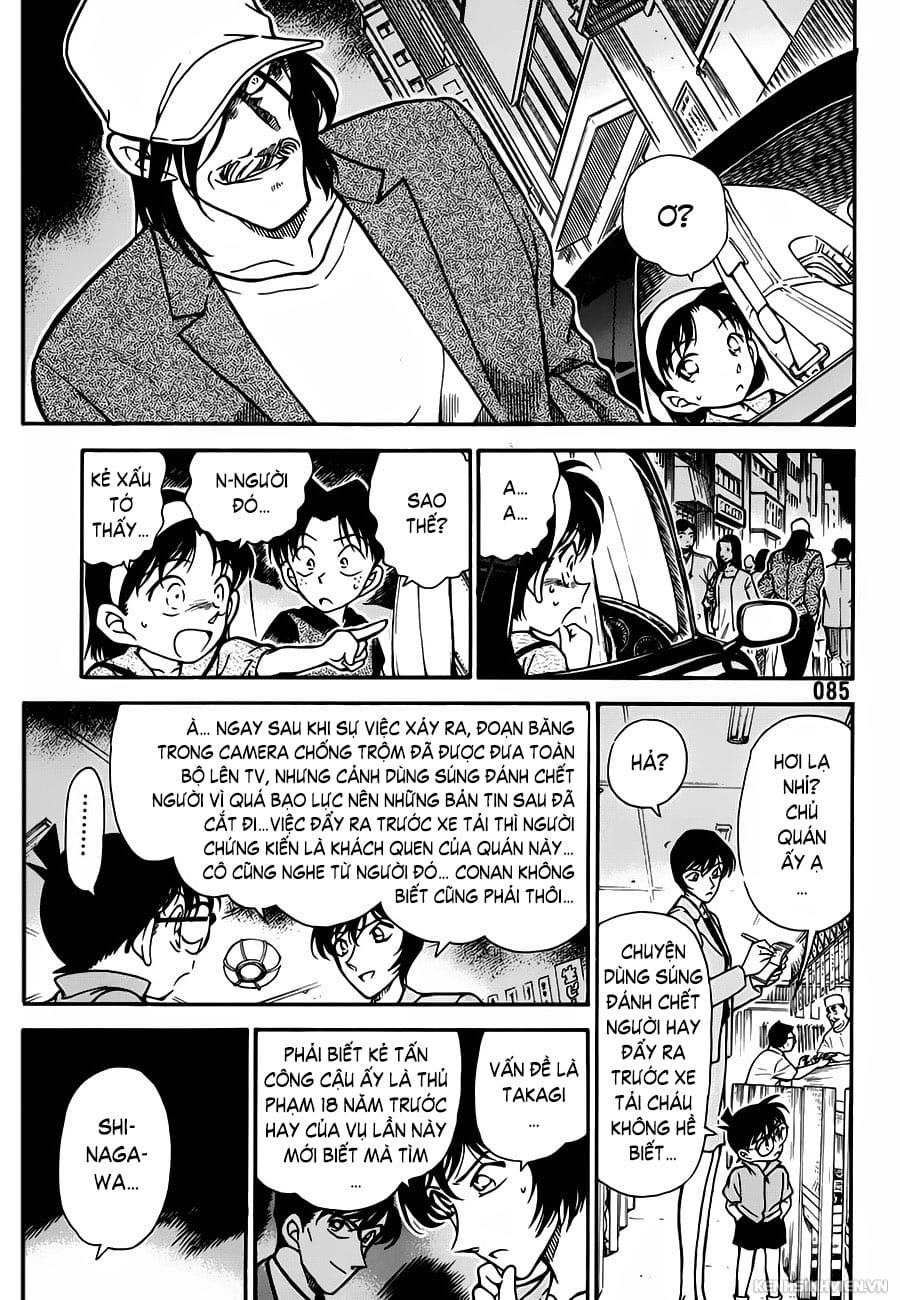 Ơ?
A...
A...
SAO
THẾ?
N-NGƯỜI
ĐÓ...
KẺ XẤU
TỚ
THẤY...
085
HƠI LẠ
NHỈ?
CHỦ
QUÁN
ẤY Ạ
...
HẢ?
CHUYỆN
DÙNG SÚNG
ĐÁNH CHẾT
NGƯỜI HAY
ĐẨY RA
TRƯỚC XE
TẢI CHÁU
KHÔNG HỀ
BIẾT...
À... NGAY SAU KHI SỰ VIỆC XẢY RA, ĐOẠN BĂNG
TRONG CAMERA CHỐNG TRỘM ĐÃ ĐƯỢC ĐƯA TOÀN
BỘ LÊN TV, NHƯNG CẢNH DÙNG SÚNG ĐÁNH CHẾT
NGƯỜI VÌ QUÁ BẠO LỰC NÊN NHỮNG BẢN TIN SAU ĐÃ
CẮT ĐI...VIỆC ĐẨY RA TRƯỚC XE TẢI THÌ NGƯỜI
CHỨNG KIẾN LÀ KHÁCH QUEN CỦA QUÁN NÀY...
CÔ CŨNG NGHE TỪ NGƯỜI ĐÓ... CONAN KHÔNG
BIẾT CŨNG PHẢI THÔI...
........
VẤN ĐỀ LÀ
TAKAGI
...
PHẢI BIẾT KẺ TẤN
CÔNG CẬU ẤY LÀ THỦ
PHẠM 18 NĂM TRƯỚC
HAY CỦA VỤ LẦN NÀY
MỚI BIẾT MÀ TÌM
...
SHI-
NAGA-
WA...
KENHSINHVIEN.VN